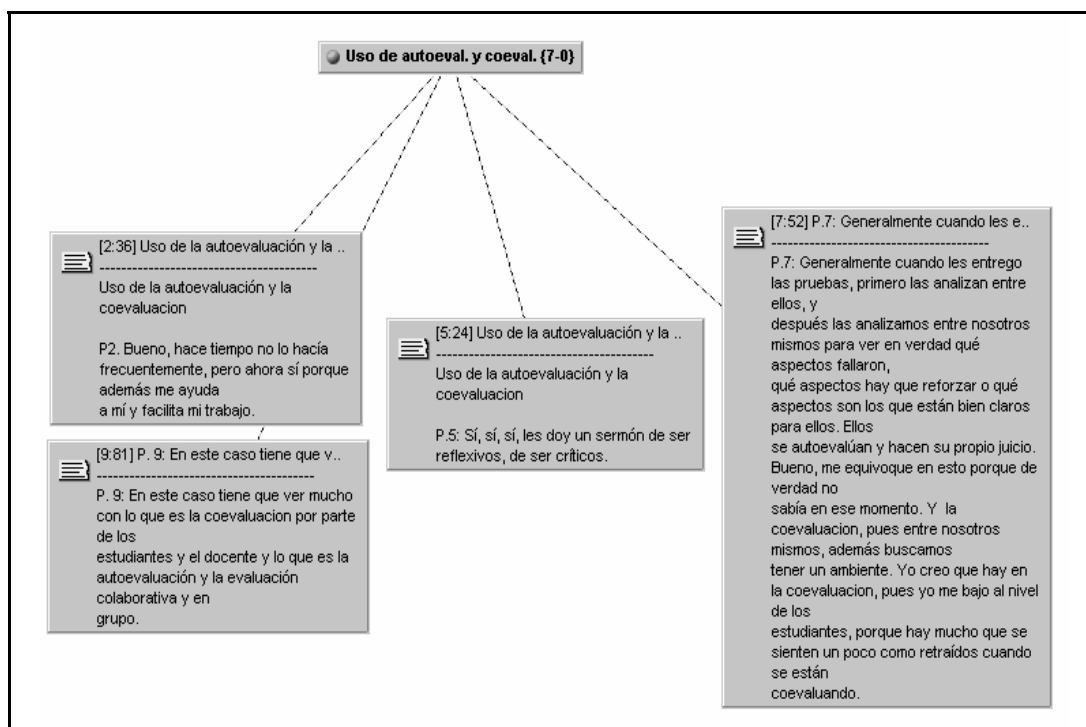 Uso de autoeval. y coeval. {7-0}
[2:36] Uso de la autoevaluación y la ..
----------------------------------------
Uso de la autoevaluación y la
coevaluacion
P2. Bueno, hace tiempo no lo hacía
frecuentemente, pero ahora sí porque
además me ayuda
a mí y facilita mi trabajo.
[9:81] P. 9: En este caso tiene que v..
----------------------------------------
P. 9: En este caso tiene que ver mucho
con lo que es la coevaluacion por parte
de los
estudiantes y el docente y lo que es la
autoevaluación y la evaluación
colaborativa y en
grupo.
[5:24] Uso de la autoevaluación y la ..
----------------------------------------
Uso de la autoevaluación y la
coevaluacion
P.5: Sí, sí, sí, les doy un sermón de ser
reflexivos, de ser críticos.
[7:52] P.7: Generalmente cuando les e..
----------------------------------------
P.7: Generalmente cuando les entrego
las pruebas, primero las analizan entre
ellos, y
después las analizamos entre nosotros
mismos para ver en verdad qué
aspectos fallaron,
qué aspectos hay que reforzar o qué
aspectos son los que están bien claros
para ellos. Ellos
se autoevalúan y hacen su propio juicio.
Bueno, me equivoque en esto porque de
verdad no
sabía en ese momento. Y la
coevaluacion, pues entre nosotros
mismos, además buscamos
tener un ambiente. Yo creo que hay en
la coevaluacion, pues yo me bajo al nivel
de los
estudiantes, porque hay mucho que se
sienten un poco como retraídos cuando
se están
coevaluando.